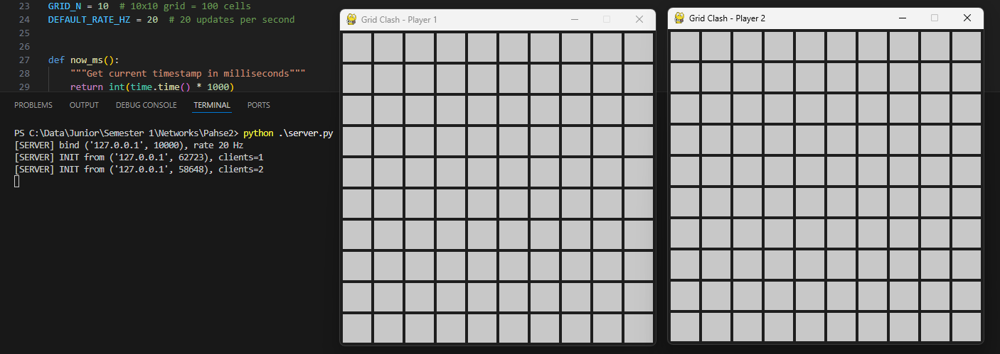 23 GRID_N = 10  # 10x10 grid = 100 cells
24 DEFAULT_RATE_HZ = 20  # 20 updates per second
25
26
27 def now_ms():
28     """Get current timestamp in milliseconds"""
29     return int(time.time() * 1000)
PROBLEMS OUTPUT DEBUG CONSOLE TERMINAL PORTS
PS C:\Data\Junior\Semester 1\Networks\Pahse2> python .\server.py
[SERVER] bind ('127.0.0.1', 10000), rate 20 Hz
[SERVER] INIT from ('127.0.0.1', 62723), clients=1
[SERVER] INIT from ('127.0.0.1', 58648), clients=2
Grid Clash - Player 1
Grid Clash - Player 2